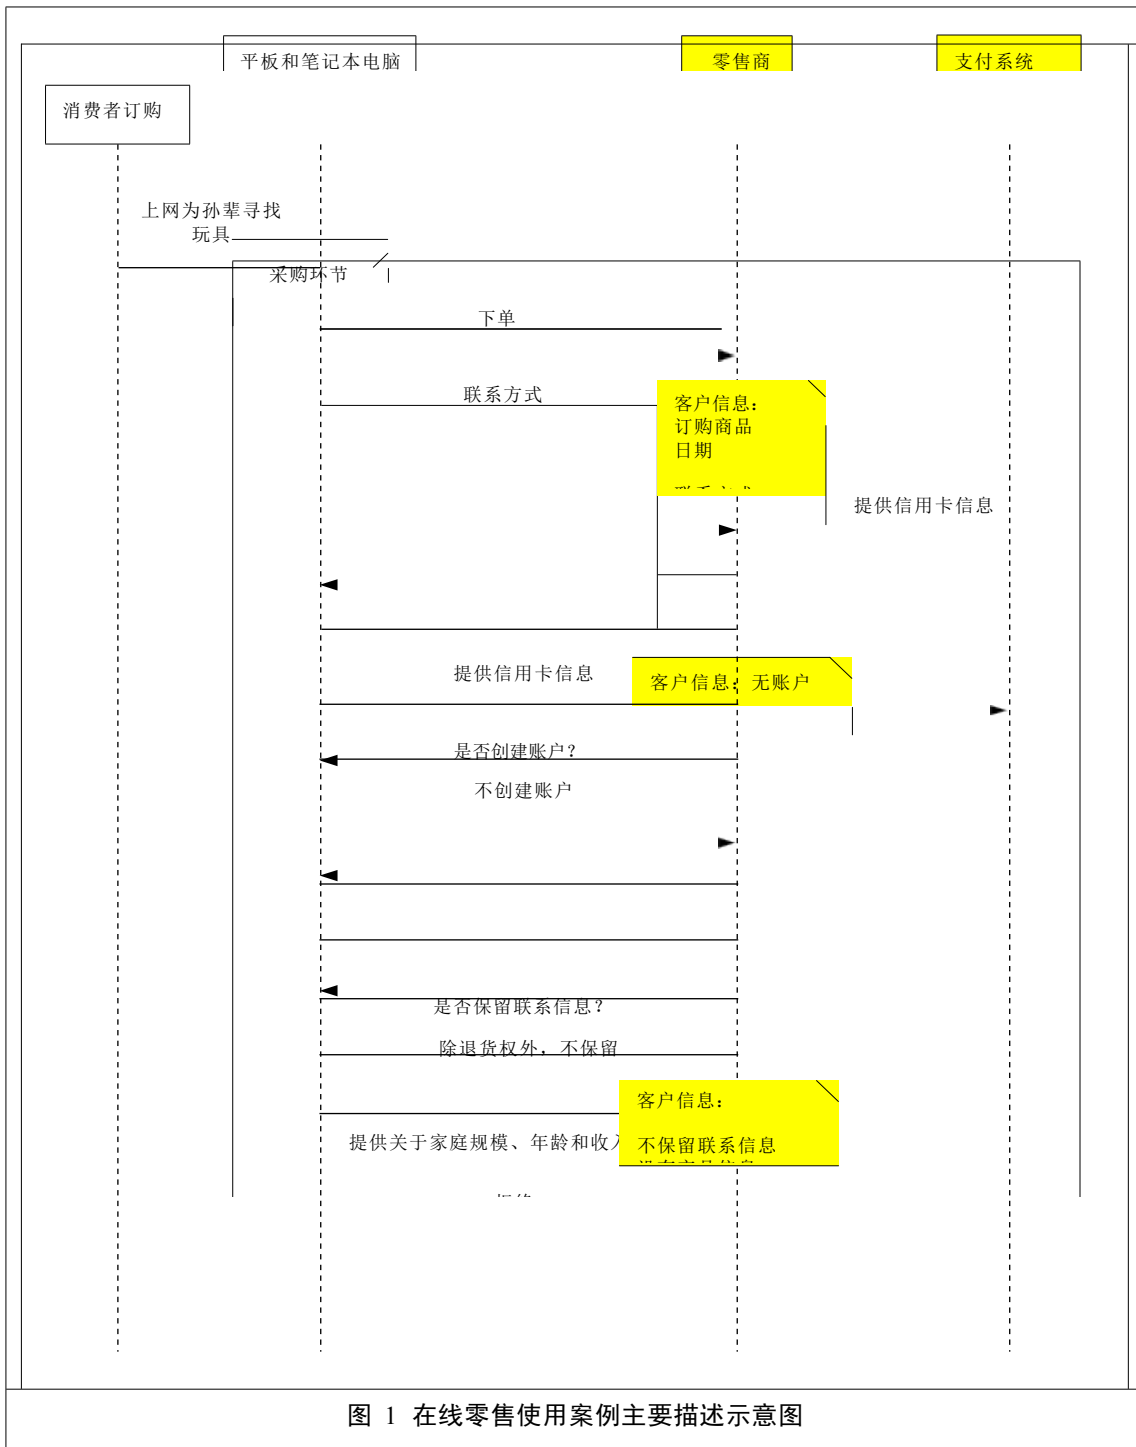 平板和笔记本电脑
零售商
支付系统
消费者订购
上网为孙辈寻找
玩具
采购环节
下单
联系方式
客户信息：
订购商品
日期
提供信用卡信息
提供信用卡信息
客户信息：无账户
是否创建账户？
不创建账户
是否保留联系信息？
除退货权外，不保留
客户信息：
提供关于家庭规模、年龄和收入
不保留联系信息
图 1 在线零售使用案例主要描述示意图